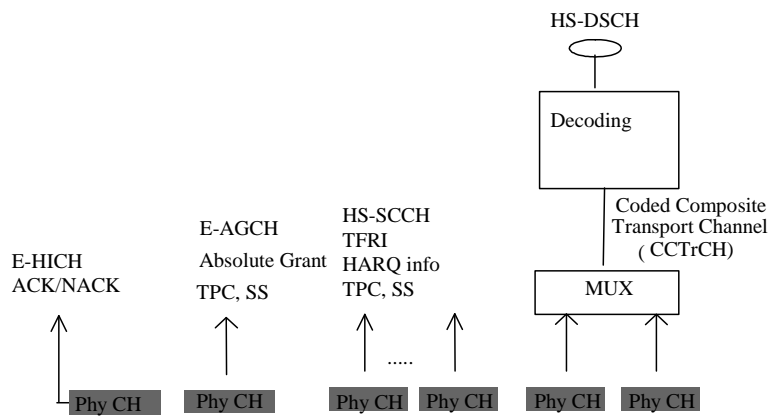 HS-DSCH
Decoding
Coded Composite
Transport Channel
( CCTrCH)
MUX
HS-SCCH
TFRI
HARQ info
TPC, SS
E-AGCH
Absolute Grant
TPC, SS
E-HICH
ACK/NACK
.....
Phy CH
Phy CH
Phy CH
Phy CH
Phy CH
Phy CH